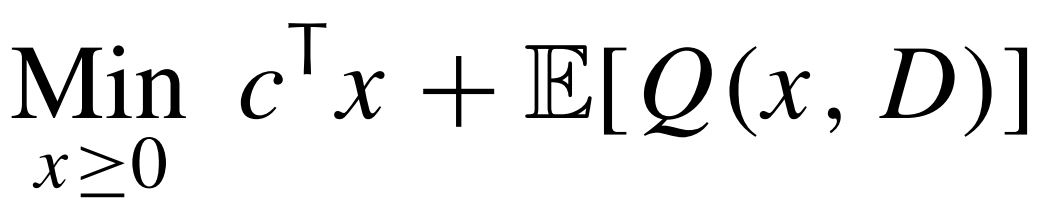 Min c⊤x + 𝔼[Q(x, D)]
x≥0